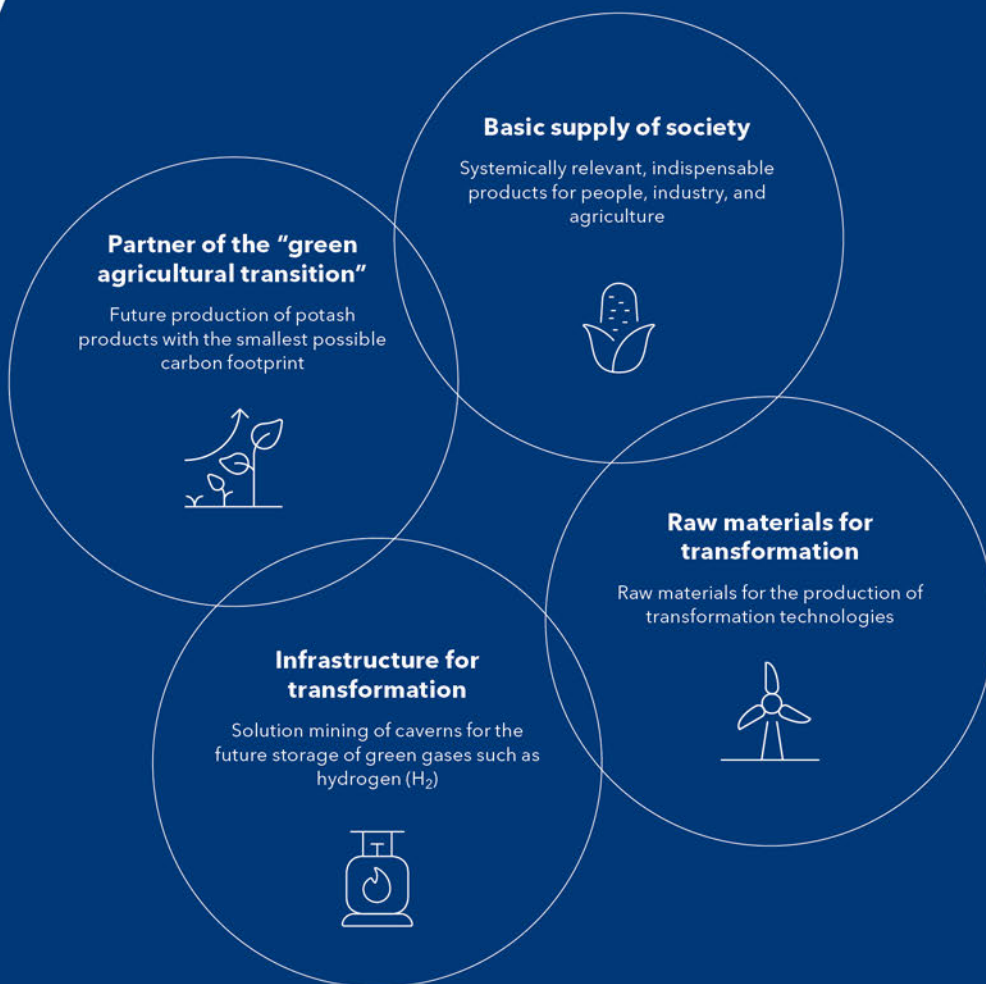 Basic supply of society
Systemically relevant, indispensable
products for people, industry, and
agriculture
Partner of the “green
agricultural transition”
Future production of potash
products with the smallest possible
carbon footprint
Raw materials for
transformation
Raw materials for the production of
transformation technologies
Infrastructure for
transformation
Solution mining of caverns for the
future storage of green gases such as
hydrogen (H₂)